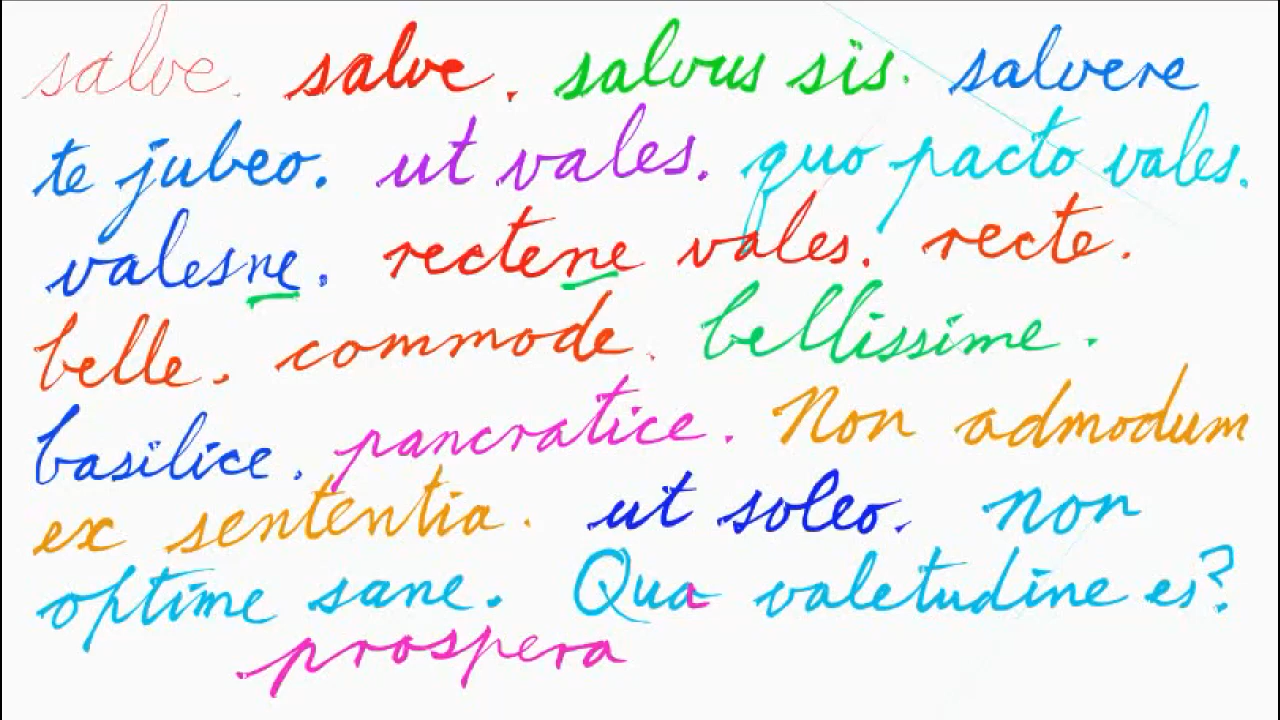 salve. salve. salvus sis. salvere
te jubeo. ut vales. quo pacto vales.
valesne. rectene vales. recte.
belle. commode. bellissime.
basilice. pancratice. Non admodum
ex sententia. ut soleo. non
optime sane. Qua valetudine es?
prospera